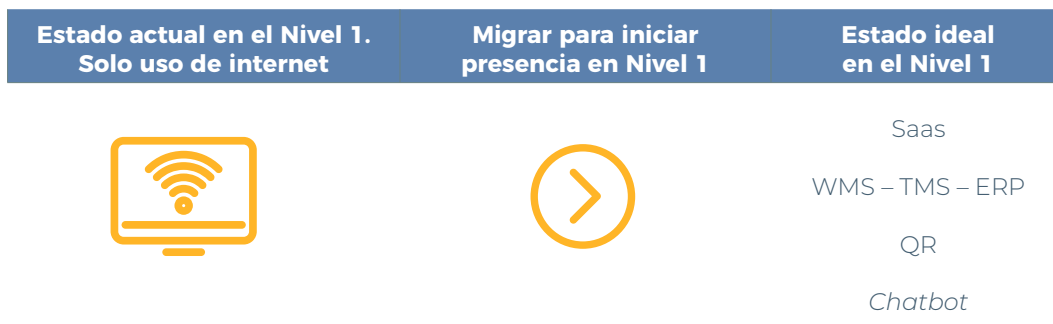 Estado actual en el Nivel 1.
Solo uso de internet
Migrar para iniciar
presencia en Nivel 1
Estado ideal
en el Nivel 1
Saas
WMS – TMS – ERP
QR
Chatbot